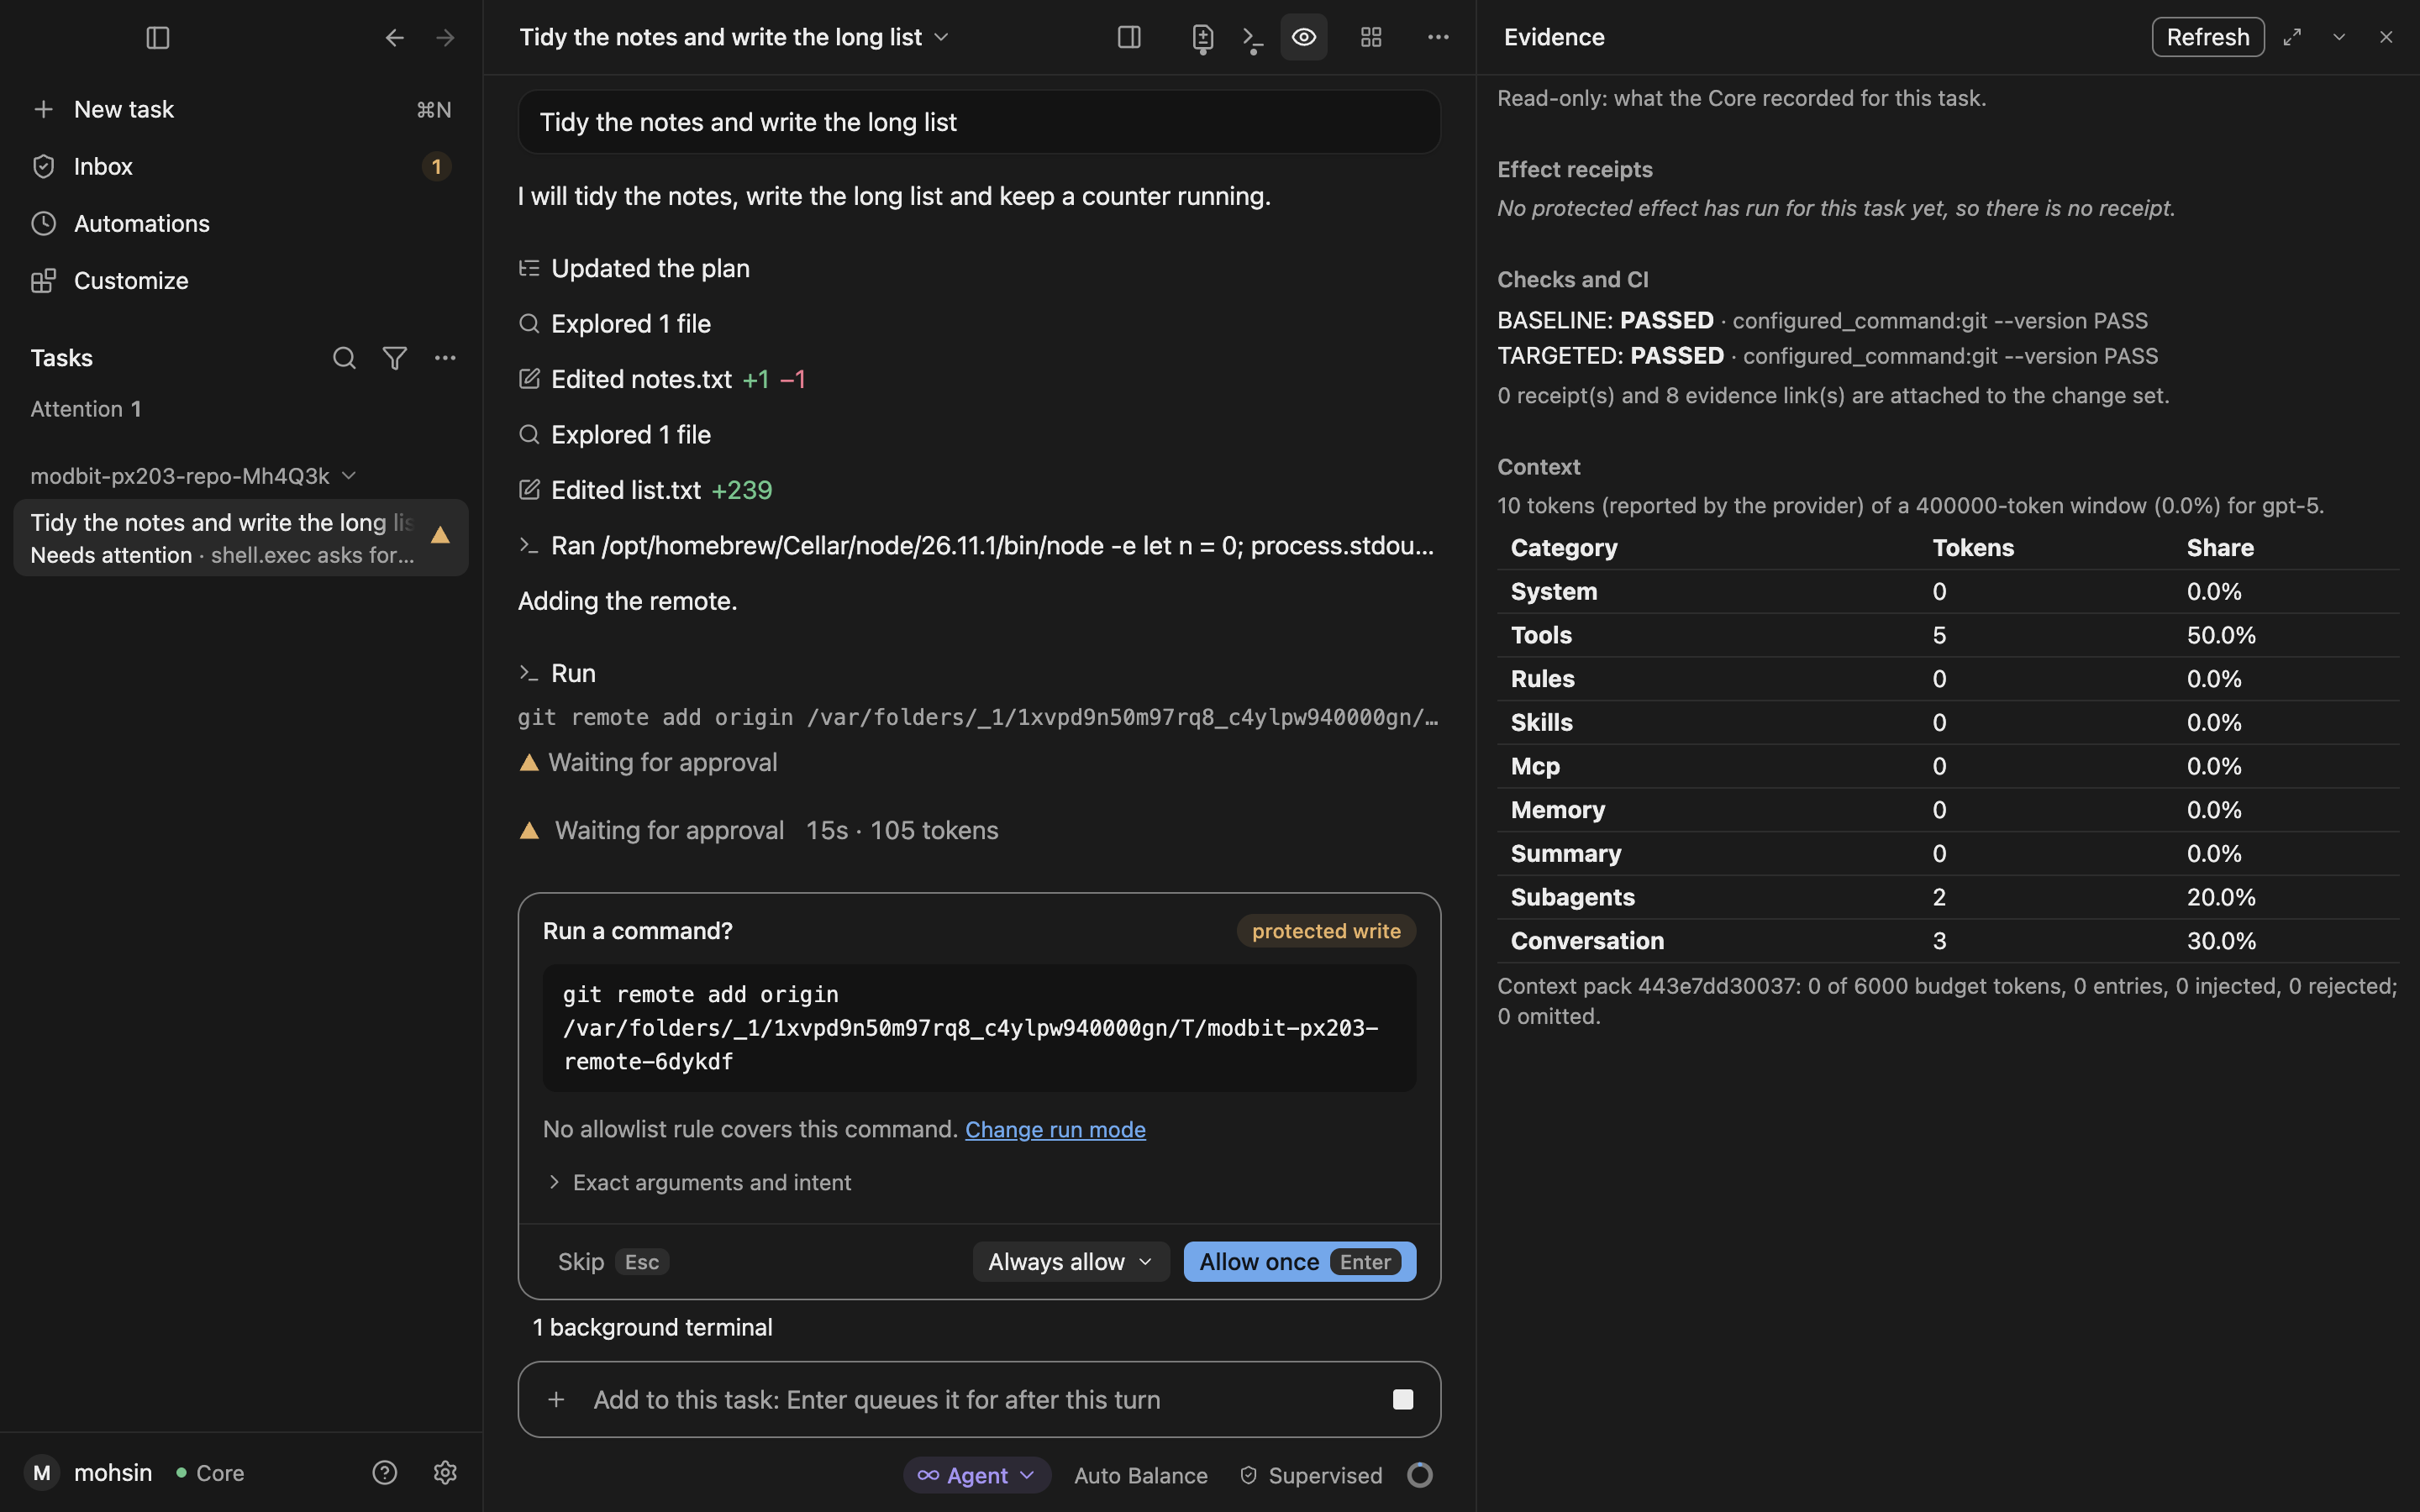 New task ⌘N
Inbox 1
Automations
Customize
Tasks
Attention 1
modbit-px203-repo-Mh4Q3k
Tidy the notes and write the long lis
Needs attention · shell.exec asks for...
M mohsin Core
Tidy the notes and write the long list
Tidy the notes and write the long list
I will tidy the notes, write the long list and keep a counter running.
Updated the plan
Explored 1 file
Edited notes.txt +1 −1
Explored 1 file
Edited list.txt +239
Ran /opt/homebrew/Cellar/node/26.11.1/bin/node -e let n = 0; process.stdou...
Adding the remote.
Run
git remote add origin /var/folders/_1/1xvpd9n50m97rq8_c4ylpw940000gn/…
Waiting for approval
Waiting for approval 15s · 105 tokens
Run a command? protected write
git remote add origin
/var/folders/_1/1xvpd9n50m97rq8_c4ylpw940000gn/T/modbit-px203-
remote-6dykdf
No allowlist rule covers this command. Change run mode
Exact arguments and intent
Skip Esc Always allow Allow once Enter
1 background terminal
Add to this task: Enter queues it for after this turn
Agent Auto Balance Supervised
Evidence Refresh
Read-only: what the Core recorded for this task.
Effect receipts
No protected effect has run for this task yet, so there is no receipt.
Checks and CI
BASELINE: PASSED · configured_command:git --version PASS
TARGETED: PASSED · configured_command:git --version PASS
0 receipt(s) and 8 evidence link(s) are attached to the change set.
Context
10 tokens (reported by the provider) of a 400000-token window (0.0%) for gpt-5.
Category Tokens Share
System 0 0.0%
Tools 5 50.0%
Rules 0 0.0%
Skills 0 0.0%
Mcp 0 0.0%
Memory 0 0.0%
Summary 0 0.0%
Subagents 2 20.0%
Conversation 3 30.0%
Context pack 443e7dd30037: 0 of 6000 budget tokens, 0 entries, 0 injected, 0 rejected;
0 omitted.